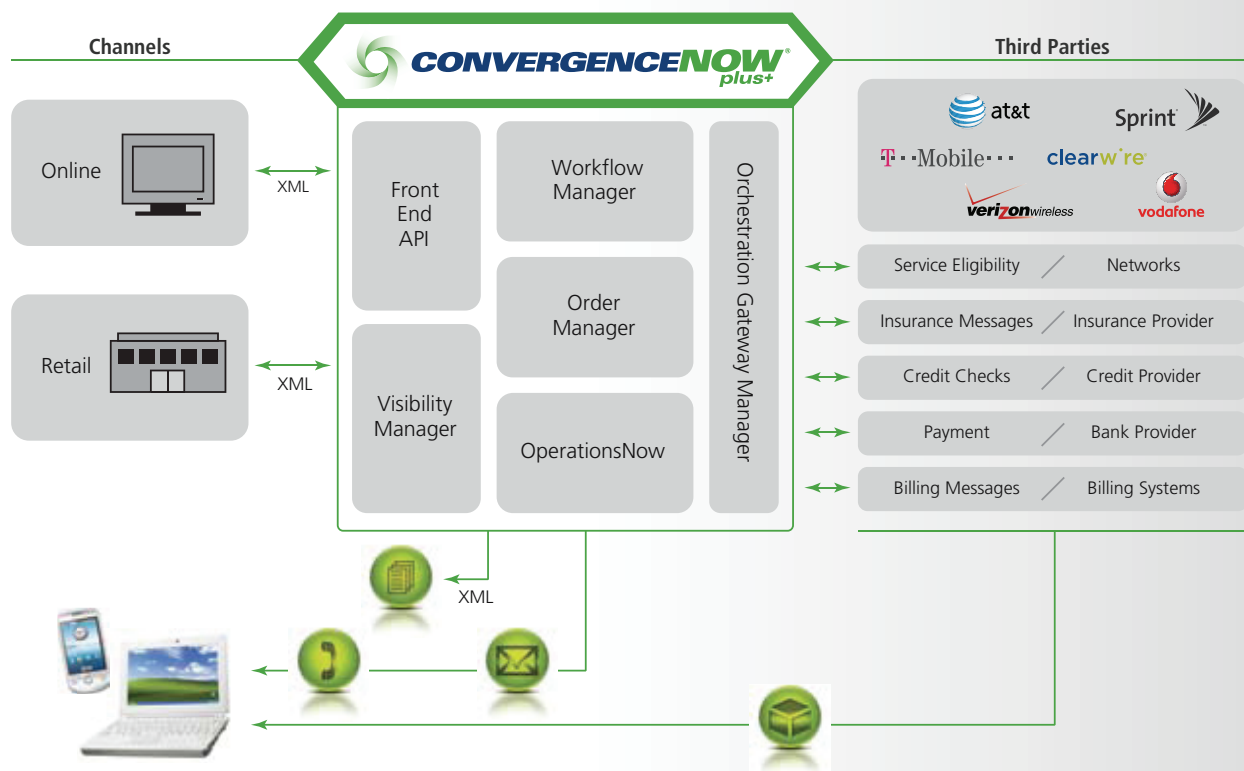 Channels
CONVERGENCENOW®
plus+
Third Parties
Online
XML
Retail
XML
Front
End
API
Visibility
Manager
Workflow
Manager
Order
Manager
OperationsNow
Orchestration Gateway Manager
at&t
Sprint
T··Mobile···
clearwire
verizonwireless
vodafone
Service Eligibility / Networks
Insurance Messages / Insurance Provider
Credit Checks / Credit Provider
Payment / Bank Provider
Billing Messages / Billing Systems
XML